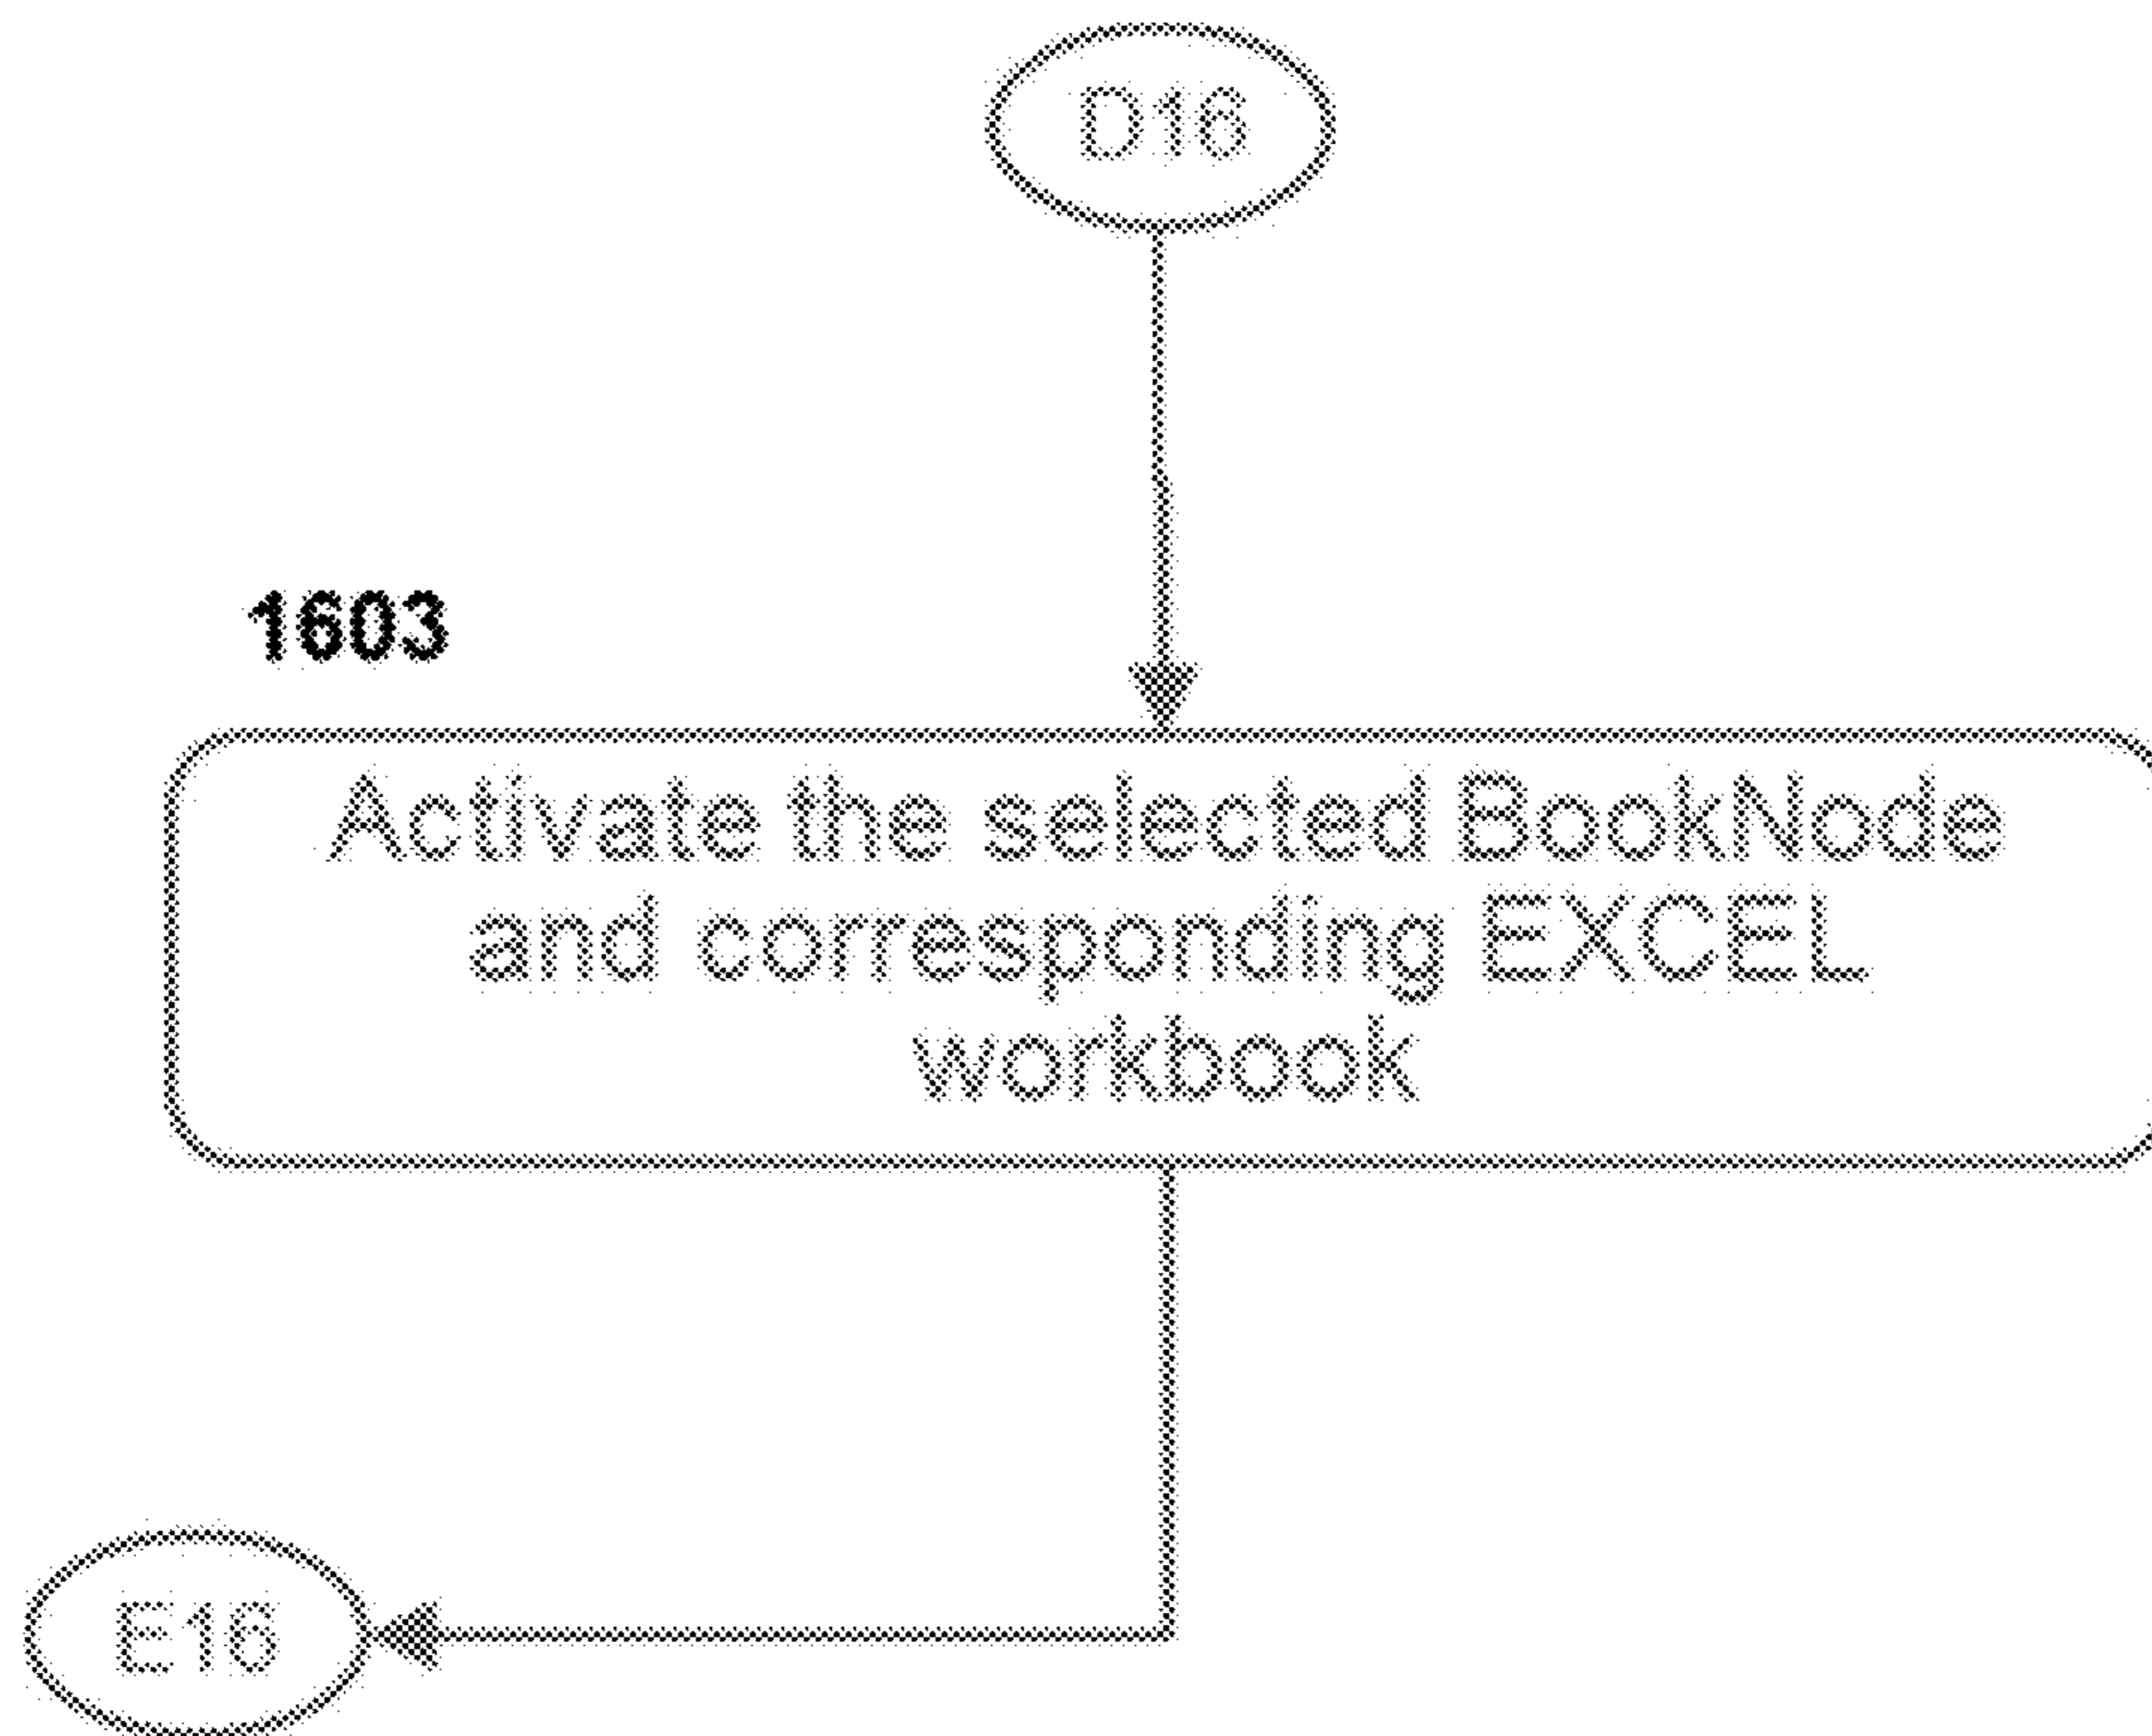 D16
1603
Activate the selected BookNode
and corresponding EXCEL
workbook
E16